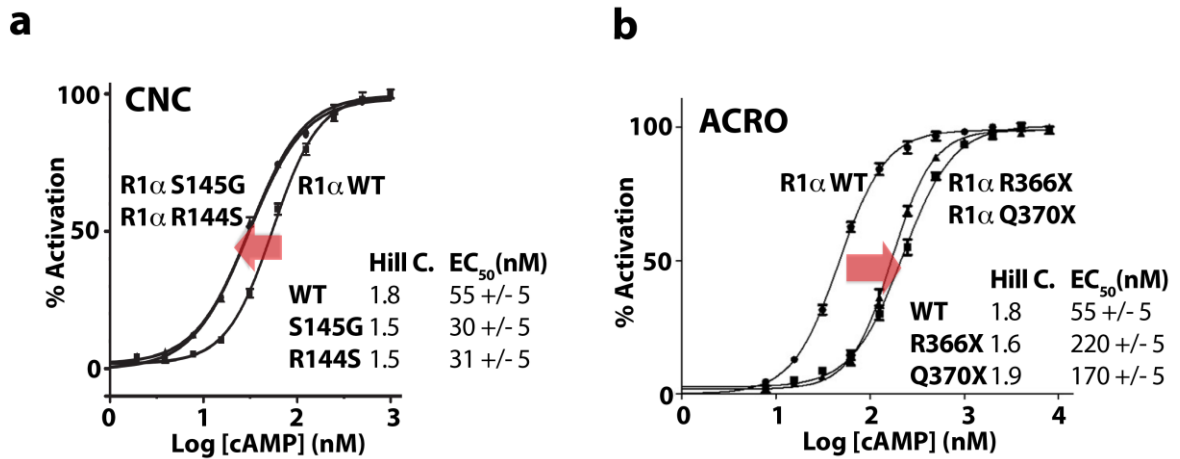 a
CNC
100
50
0
% Activation
R1α S145G
R1α R144S
R1α WT
Hill C. EC50(nM)
WT 1.8 55 +/- 5
S145G 1.5 30 +/- 5
R144S 1.5 31 +/- 5
0 1 2 3
Log [cAMP] (nM)
b
ACRO
100
50
0
% Activation
R1α WT
R1α R366X
R1α Q370X
Hill C. EC50(nM)
WT 1.8 55 +/- 5
R366X 1.6 220 +/- 5
Q370X 1.9 170 +/- 5
0 1 2 3 4
Log [cAMP] (nM)